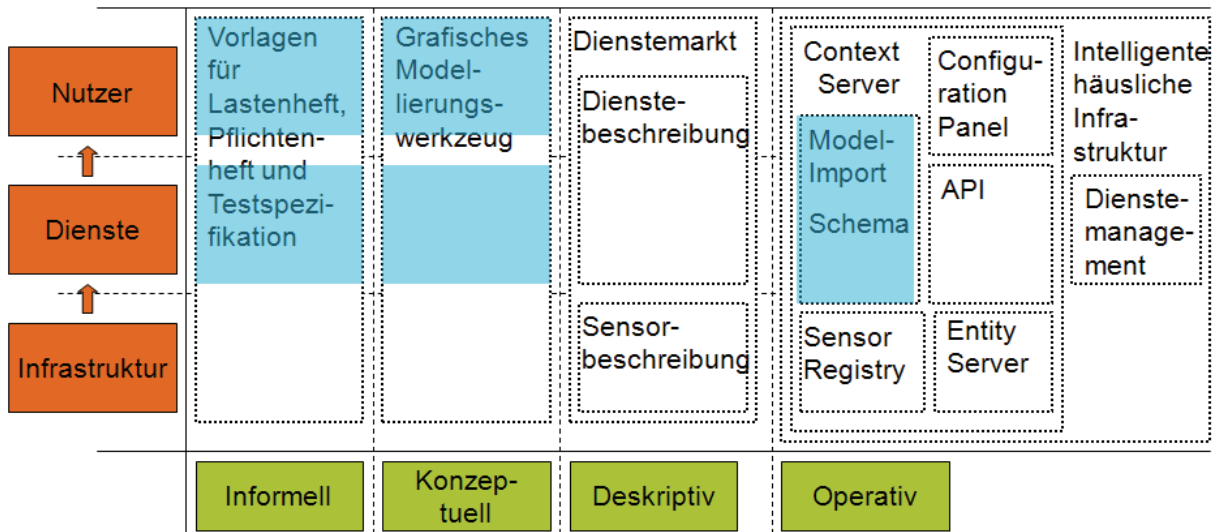 Nutzer
Dienste
Infrastruktur
Vorlagen
für
Lastenheft,
Pflichten-
heft und
Testspezi-
fikation
Grafisches
Model-
lierungs-
werkzeug
Dienstemarkt
Dienste-
beschreibung
Sensor-
beschreibung
Context
Server
Model-
Import
Schema
Sensor
Registry
Configu-
ration
Panel
API
Entity
Server
Intelligente
häusliche
Infra-
struktur
Dienste-
manage-
ment
Informell
Konzep-
tuell
Deskriptiv
Operativ